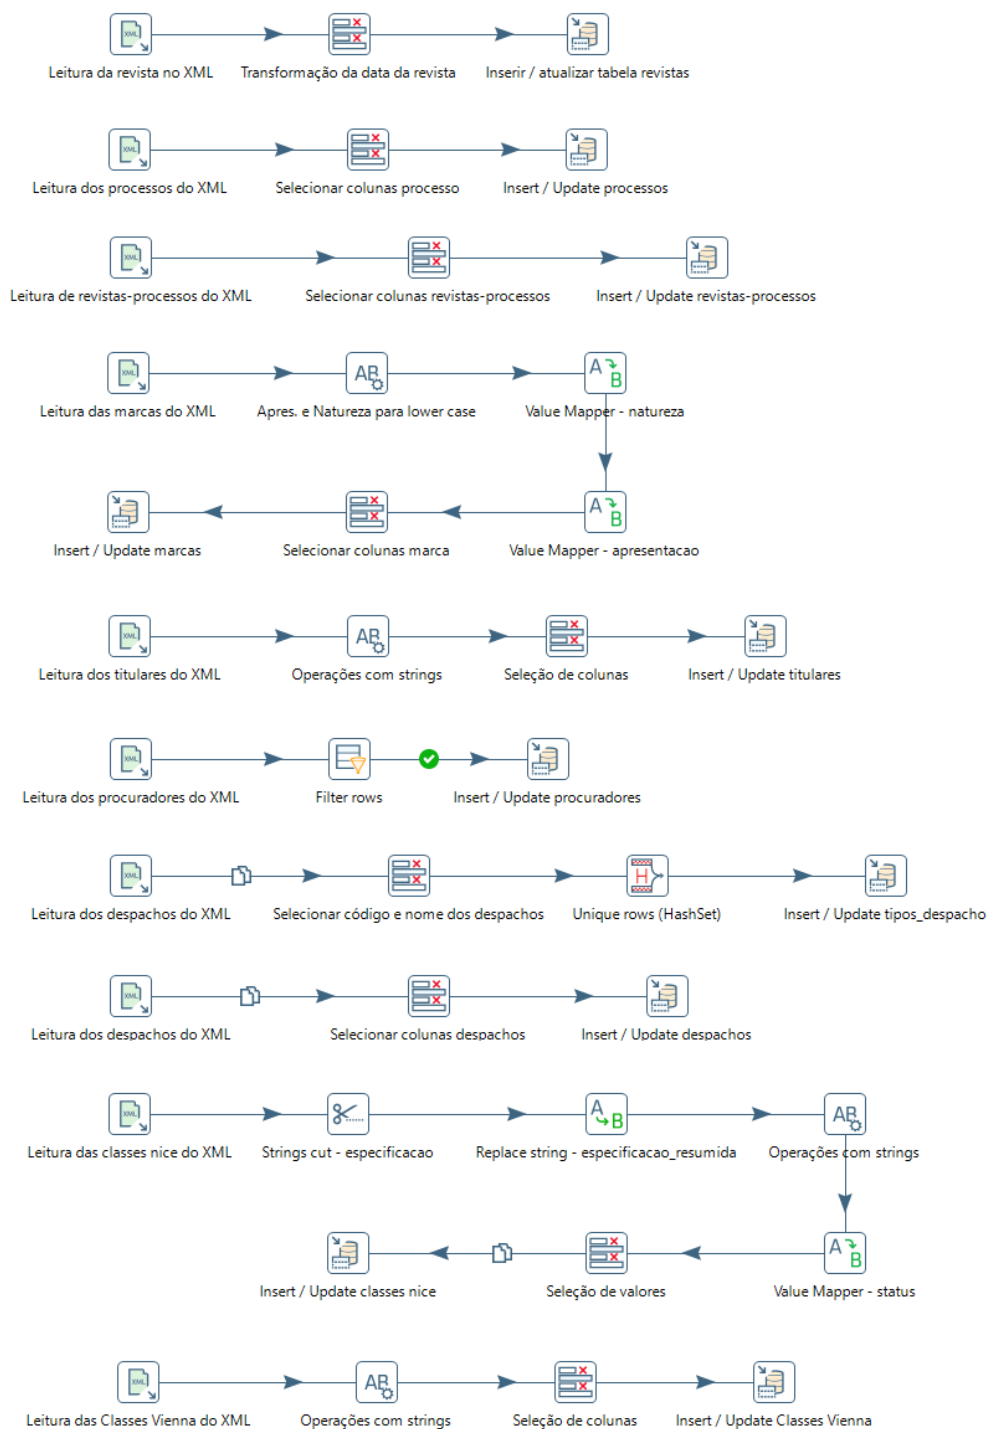 Leitura da revista no XML
Transformação da data da revista
Inserir / atualizar tabela revistas
Leitura dos processos do XML
Selecionar colunas processo
Insert / Update processos
Leitura de revistas-processos do XML
Selecionar colunas revistas-processos
Insert / Update revistas-processos
Leitura das marcas do XML
Apres. e Natureza para lower case
Value Mapper - natureza
Insert / Update marcas
Selecionar colunas marca
Value Mapper - apresentacao
Leitura dos titulares do XML
Operações com strings
Seleção de colunas
Insert / Update titulares
Leitura dos procuradores do XML
Filter rows
Insert / Update procuradores
Leitura dos despachos do XML
Selecionar código e nome dos despachos
Unique rows (HashSet)
Insert / Update tipos_despacho
Leitura dos despachos do XML
Selecionar colunas despachos
Insert / Update despachos
Leitura das classes nice do XML
Strings cut - especificacao
Replace string - especificacao_resumida
Operações com strings
Insert / Update classes nice
Seleção de valores
Value Mapper - status
Leitura das Classes Vienna do XML
Operações com strings
Seleção de colunas
Insert / Update Classes Vienna